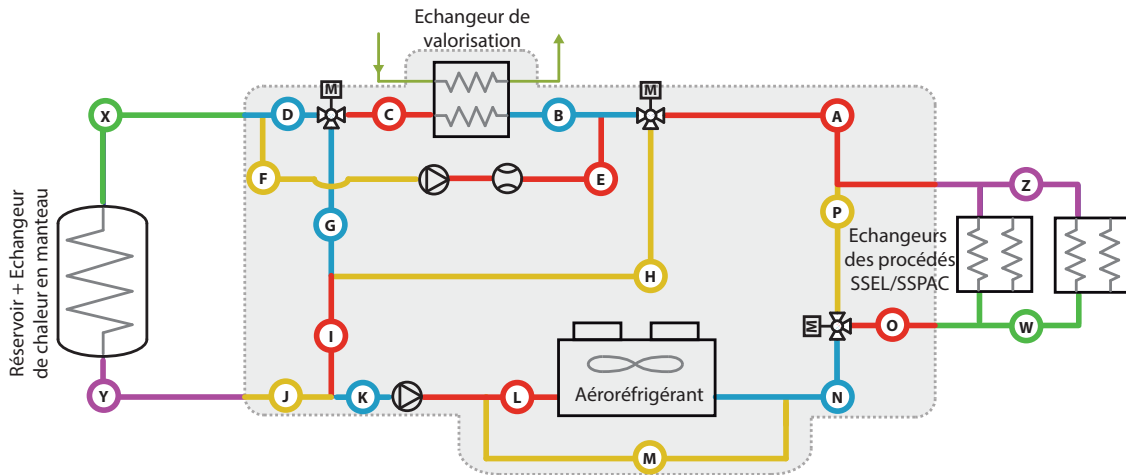 Echangeur de
valorisation
M
M
X
D
C
B
A
F
E
Z
P
G
Réservoir + Echangeur
de chaleur en manteau
Echangeurs
des procédés
SSEL/SSPAC
H
M
O
W
I
Aéroréfrigérant
Y
J
K
L
N
M